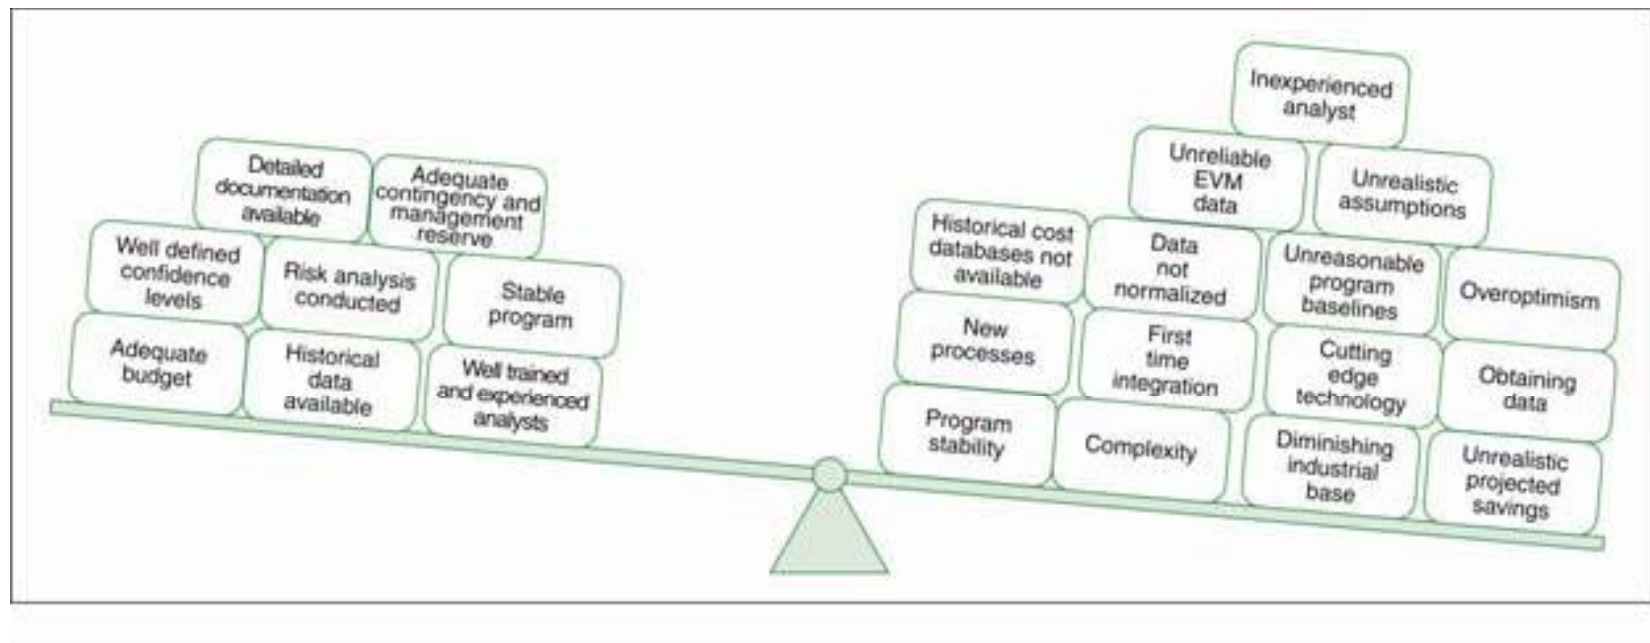 Detailed
documentation
available
Adequate
contingency and
management
reserve
Well defined
confidence
levels
Risk analysis
conducted
Stable
program
Adequate
budget
Historical
data
available
Well trained
and experienced
analysts
Inexperienced
analyst
Unreliable
EVM
data
Unrealistic
assumptions
Historical cost
databases not
available
Data
not
normalized
Unreasonable
program
baselines
Overoptimism
New
processes
First
time
integration
Cutting
edge
technology
Obtaining
data
Program
stability
Complexity
Diminishing
industrial
base
Unrealistic
projected
savings